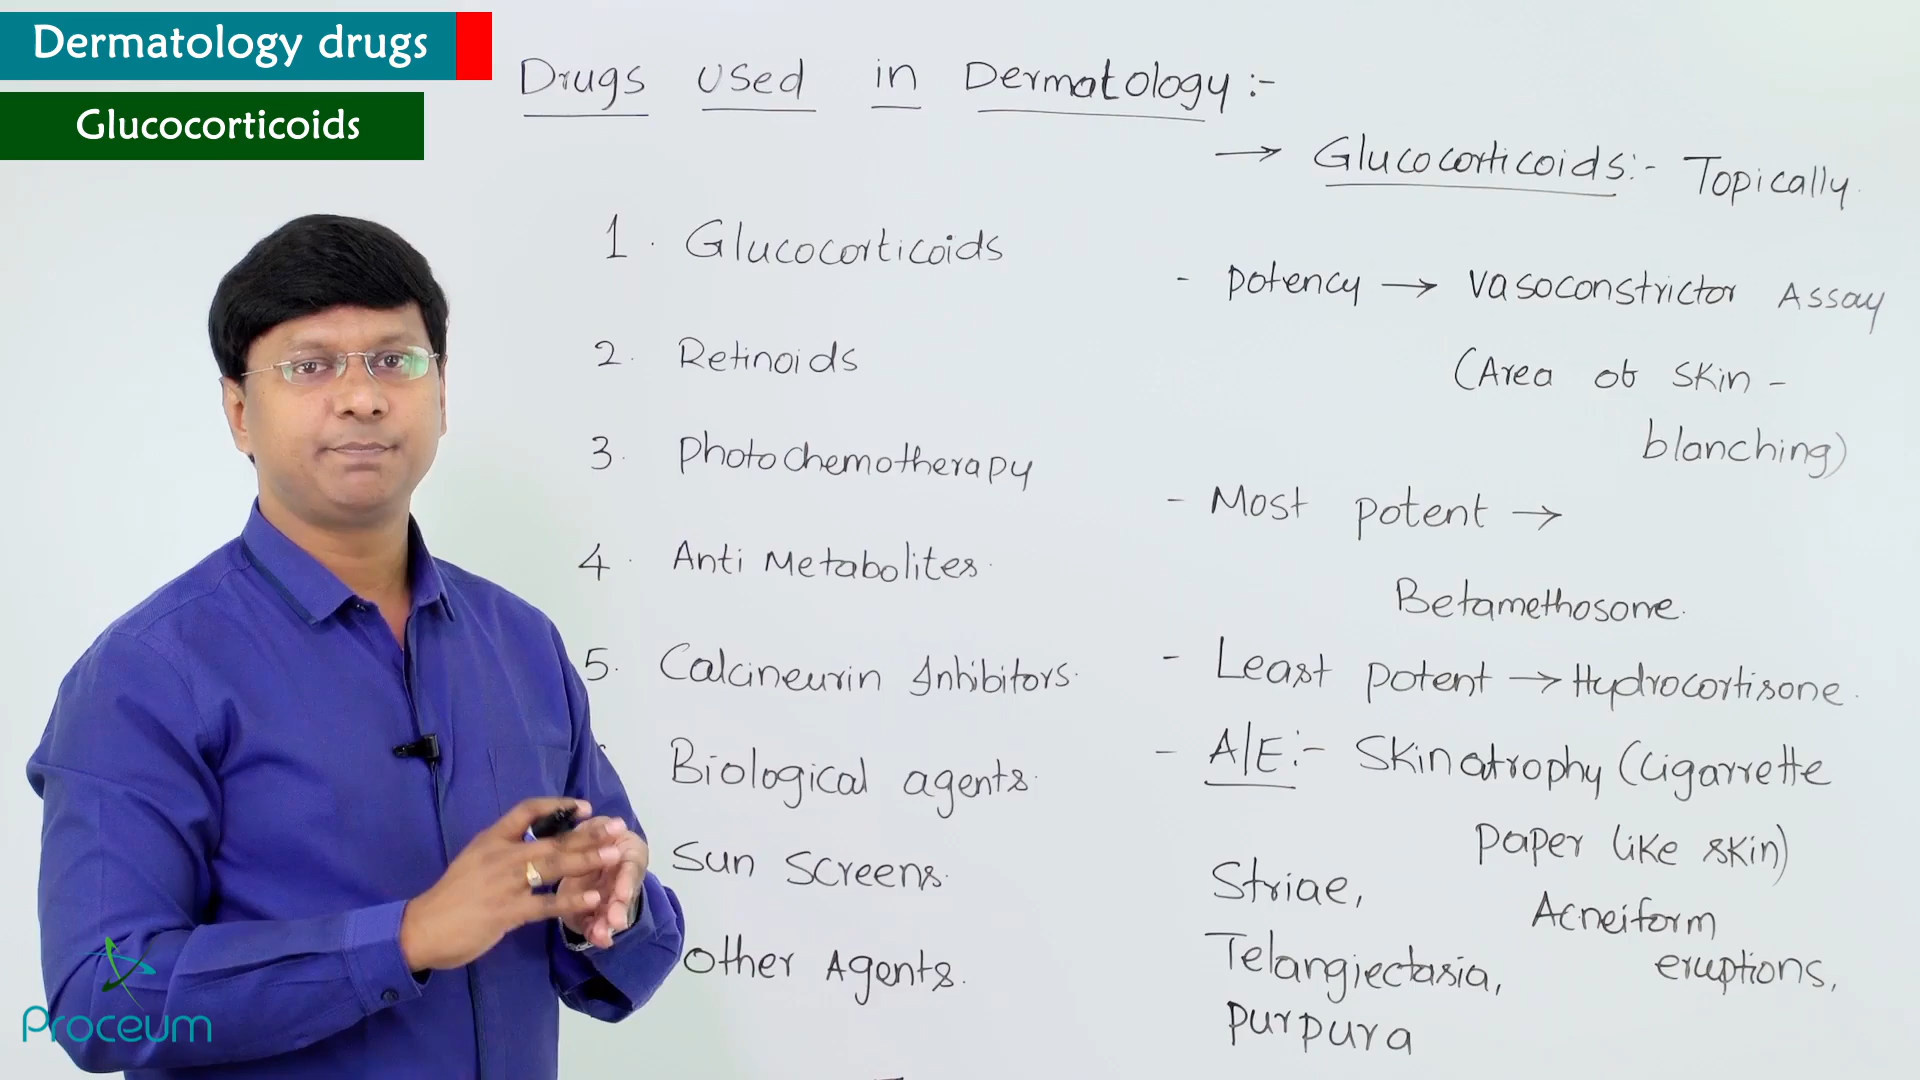 Dermatology drugs
Glucocorticoids
Drugs used in Dermatology :-
1. Glucocorticoids
2. Retinoids
3. Photochemotherapy
4. Anti Metabolites.
5. Calcineurin Inhibitors.
Biological agents.
Sun Screens.
Other Agents.
→ Glucocorticoids:- Topically.
- Potency → Vasoconstrictor Assay
(Area of Skin -
blanching)
- Most potent →
Betamethosone.
- Least potent → Hydrocortisone.
- A/E:- Skin atrophy (Cigarrette
Paper like skin)
Striae, Acneiform
eruptions,
Telangiectasia,
Purpura
Proceum